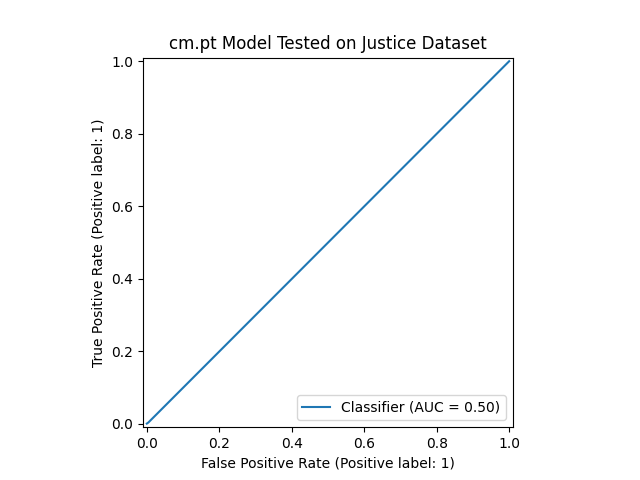 cm.pt Model Tested on Justice Dataset
True Positive Rate (Positive label: 1)
1.0
0.8
0.6
0.4
0.2
0.0
Classifier (AUC = 0.50)
0.0 0.2 0.4 0.6 0.8 1.0
False Positive Rate (Positive label: 1)